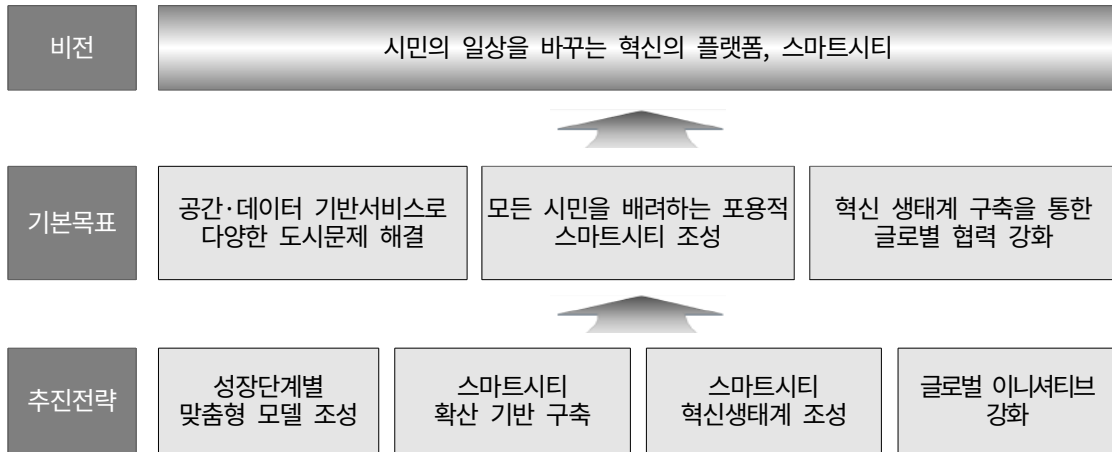 비전
시민의 일상을 바꾸는 혁신의 플랫폼, 스마트시티
기본목표
공간·데이터 기반서비스로
다양한 도시문제 해결
모든 시민을 배려하는 포용적
스마트시티 조성
혁신 생태계 구축을 통한
글로벌 협력 강화
추진전략
성장단계별
맞춤형 모델 조성
스마트시티
확산 기반 구축
스마트시티
혁신생태계 조성
글로벌 이니셔티브
강화